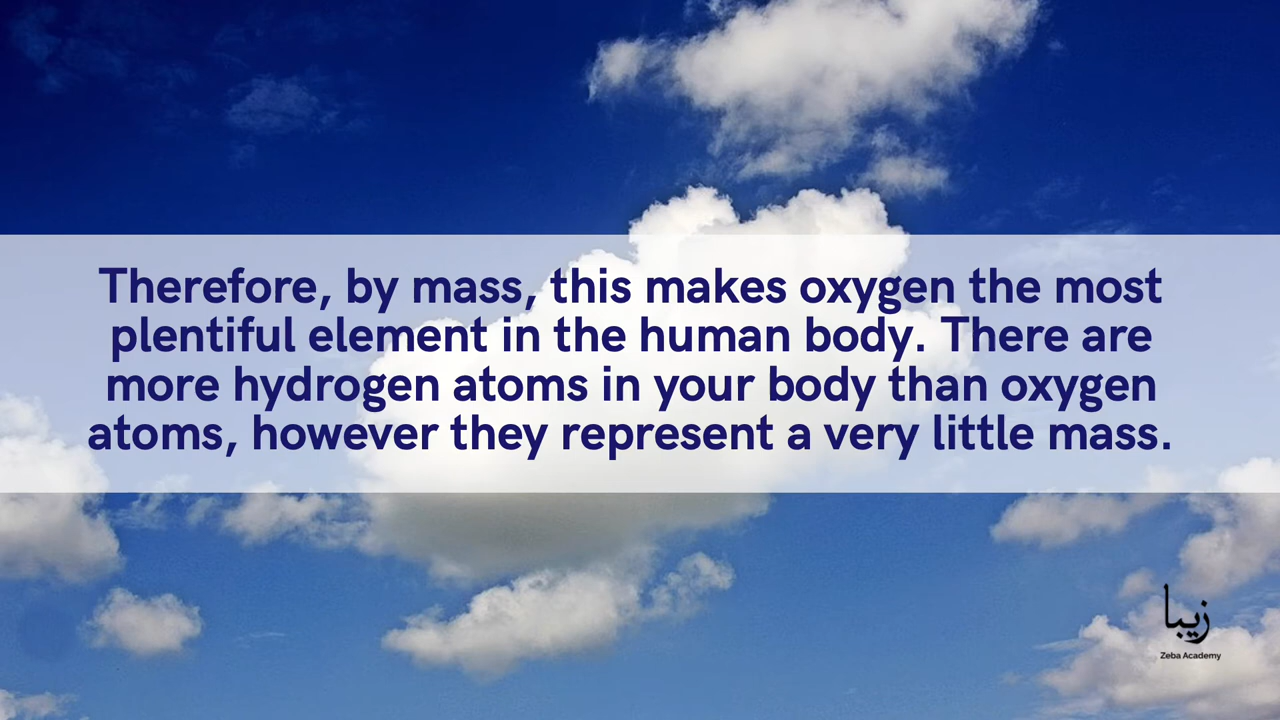 Therefore, by mass, this makes oxygen the most
plentiful element in the human body. There are
more hydrogen atoms in your body than oxygen
atoms, however they represent a very little mass.
زیبا
Zeba Academy